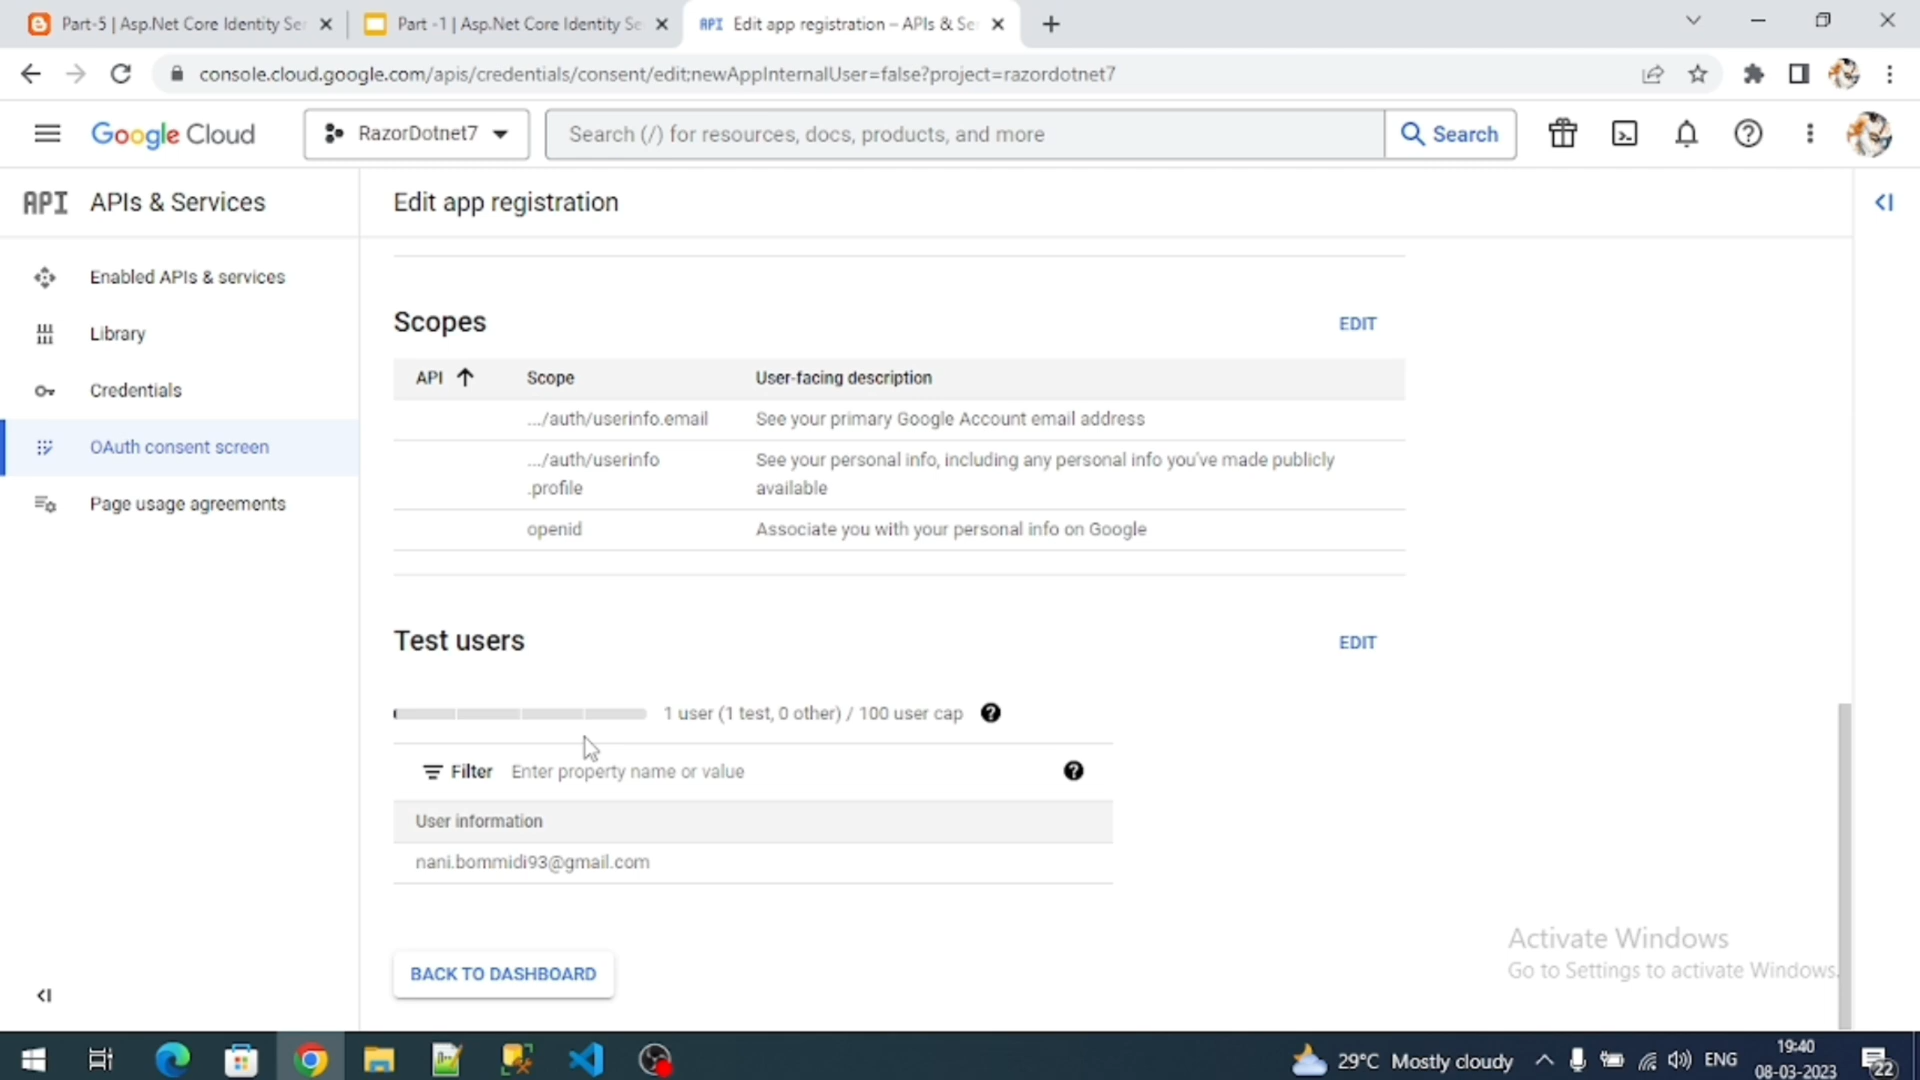 Part-5 | Asp.Net Core Identity Ser
Part -1 | Asp.Net Core Identity Se
API Edit app registration – APIs & Se
console.cloud.google.com/apis/credentials/consent/edit;newAppInternalUser=false?project=razordotnet7
Google Cloud
RazorDotnet7
Search (/) for resources, docs, products, and more
Search
API APIs & Services
Edit app registration
Enabled APIs & services
Library
Credentials
OAuth consent screen
Page usage agreements
Scopes
EDIT
API Scope User-facing description
.../auth/userinfo.email See your primary Google Account email address
.../auth/userinfo See your personal info, including any personal info you've made publicly
.profile available
openid Associate you with your personal info on Google
Test users
EDIT
1 user (1 test, 0 other) / 100 user cap
Filter Enter property name or value
User information
nani.bommidi93@gmail.com
BACK TO DASHBOARD
Activate Windows
Go to Settings to activate Windows.
29°C Mostly cloudy
ENG
19:40
08-03-2023
22